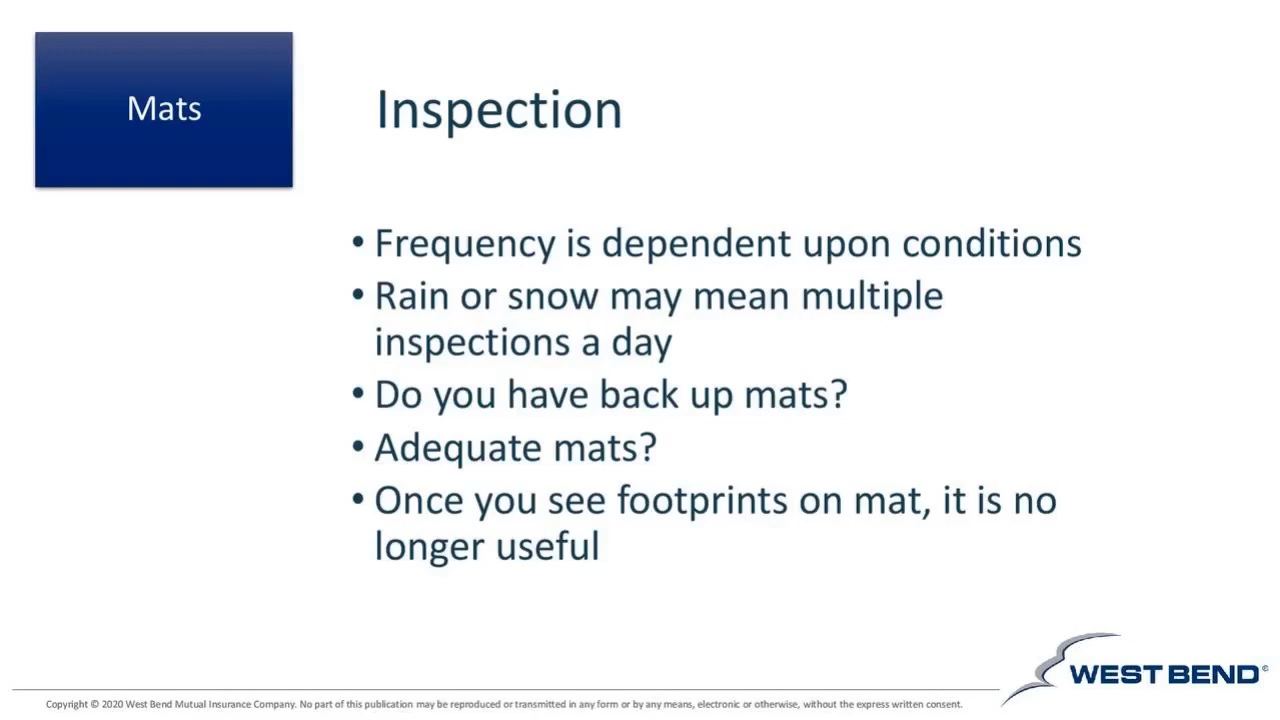 Mats
Inspection
• Frequency is dependent upon conditions
• Rain or snow may mean multiple
inspections a day
• Do you have back up mats?
• Adequate mats?
• Once you see footprints on mat, it is no
longer useful
WEST BEND®
Copyright © 2020 West Bend Mutual Insurance Company. No part of this publication may be reproduced or transmitted in any form or by any means, electronic or otherwise, without the express written consent.